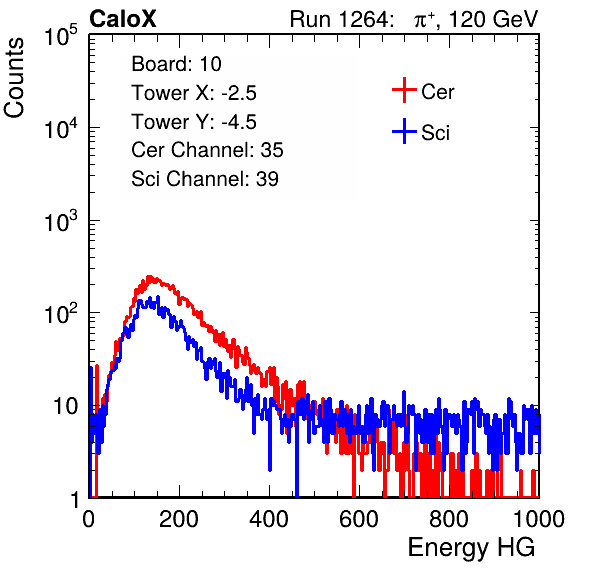 CaloX Run 1264: π⁺, 120 GeV
Counts
10⁵
10⁴
10³
10²
10
1
Board: 10
Tower X: -2.5
Tower Y: -4.5
Cer Channel: 35
Sci Channel: 39
Cer
Sci
0 200 400 600 800 1000
Energy HG